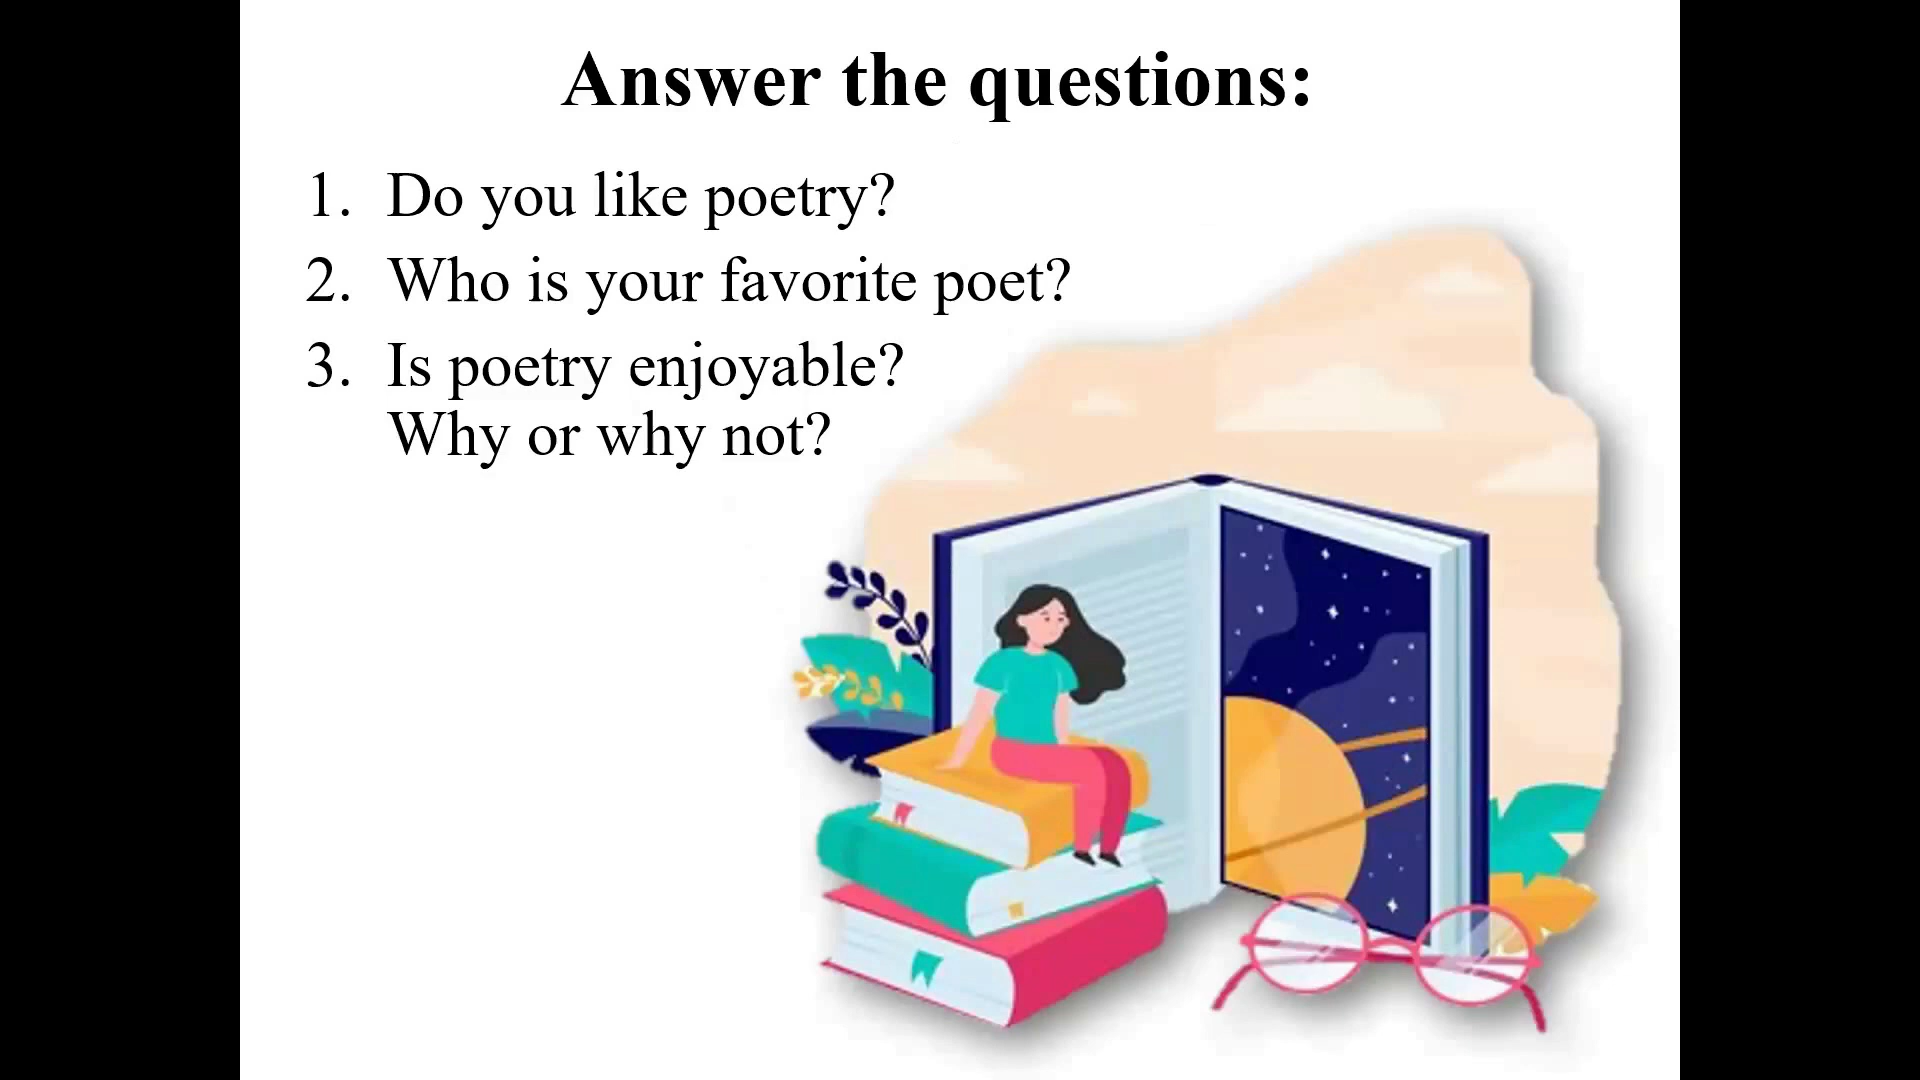 Answer the questions:
1. Do you like poetry?
2. Who is your favorite poet?
3. Is poetry enjoyable?
Why or why not?